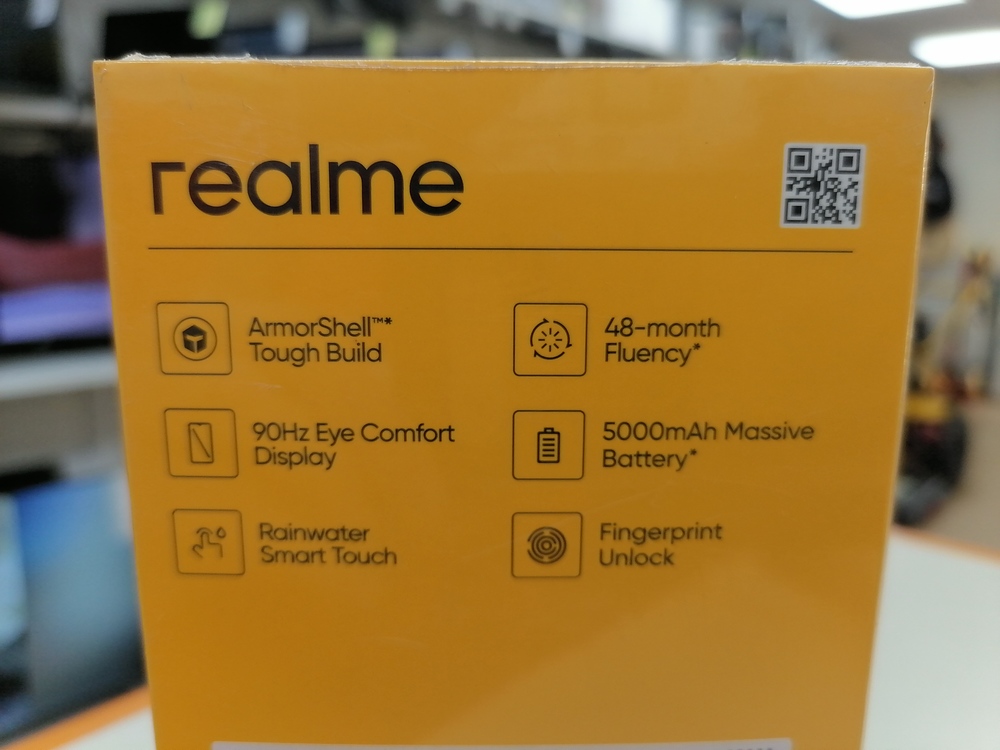 realme
ArmorShell™*
Tough Build
48-month
Fluency*
90Hz Eye Comfort
Display
5000mAh Massive
Battery*
Rainwater
Smart Touch
Fingerprint
Unlock